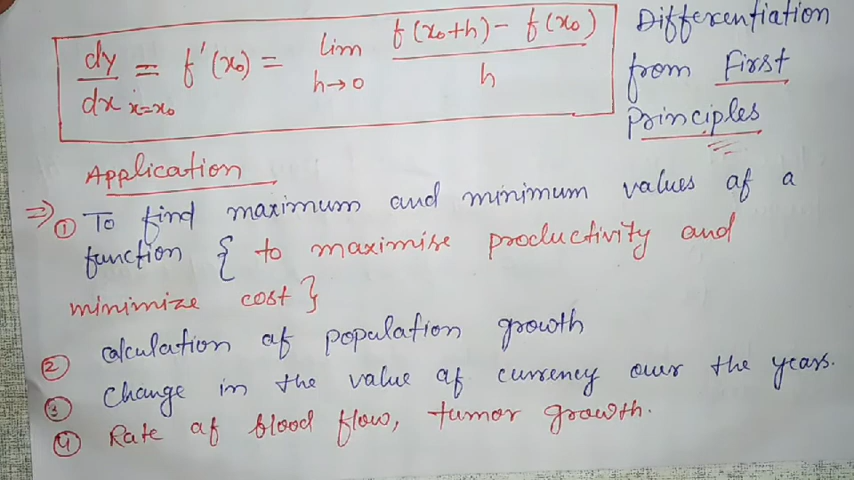 dy/dx x=x₀ = f'(x₀) = lim h→0 f(x₀+h) - f(x₀) / h
Differentiation
from First
Principles
Application
⇒ ① To find maximum and minimum values of a
function { to maximise productivity and
minimize cost }
② calculation of population growth
③ change in the value of currency over the years.
④ Rate of blood flow, tumor growth.